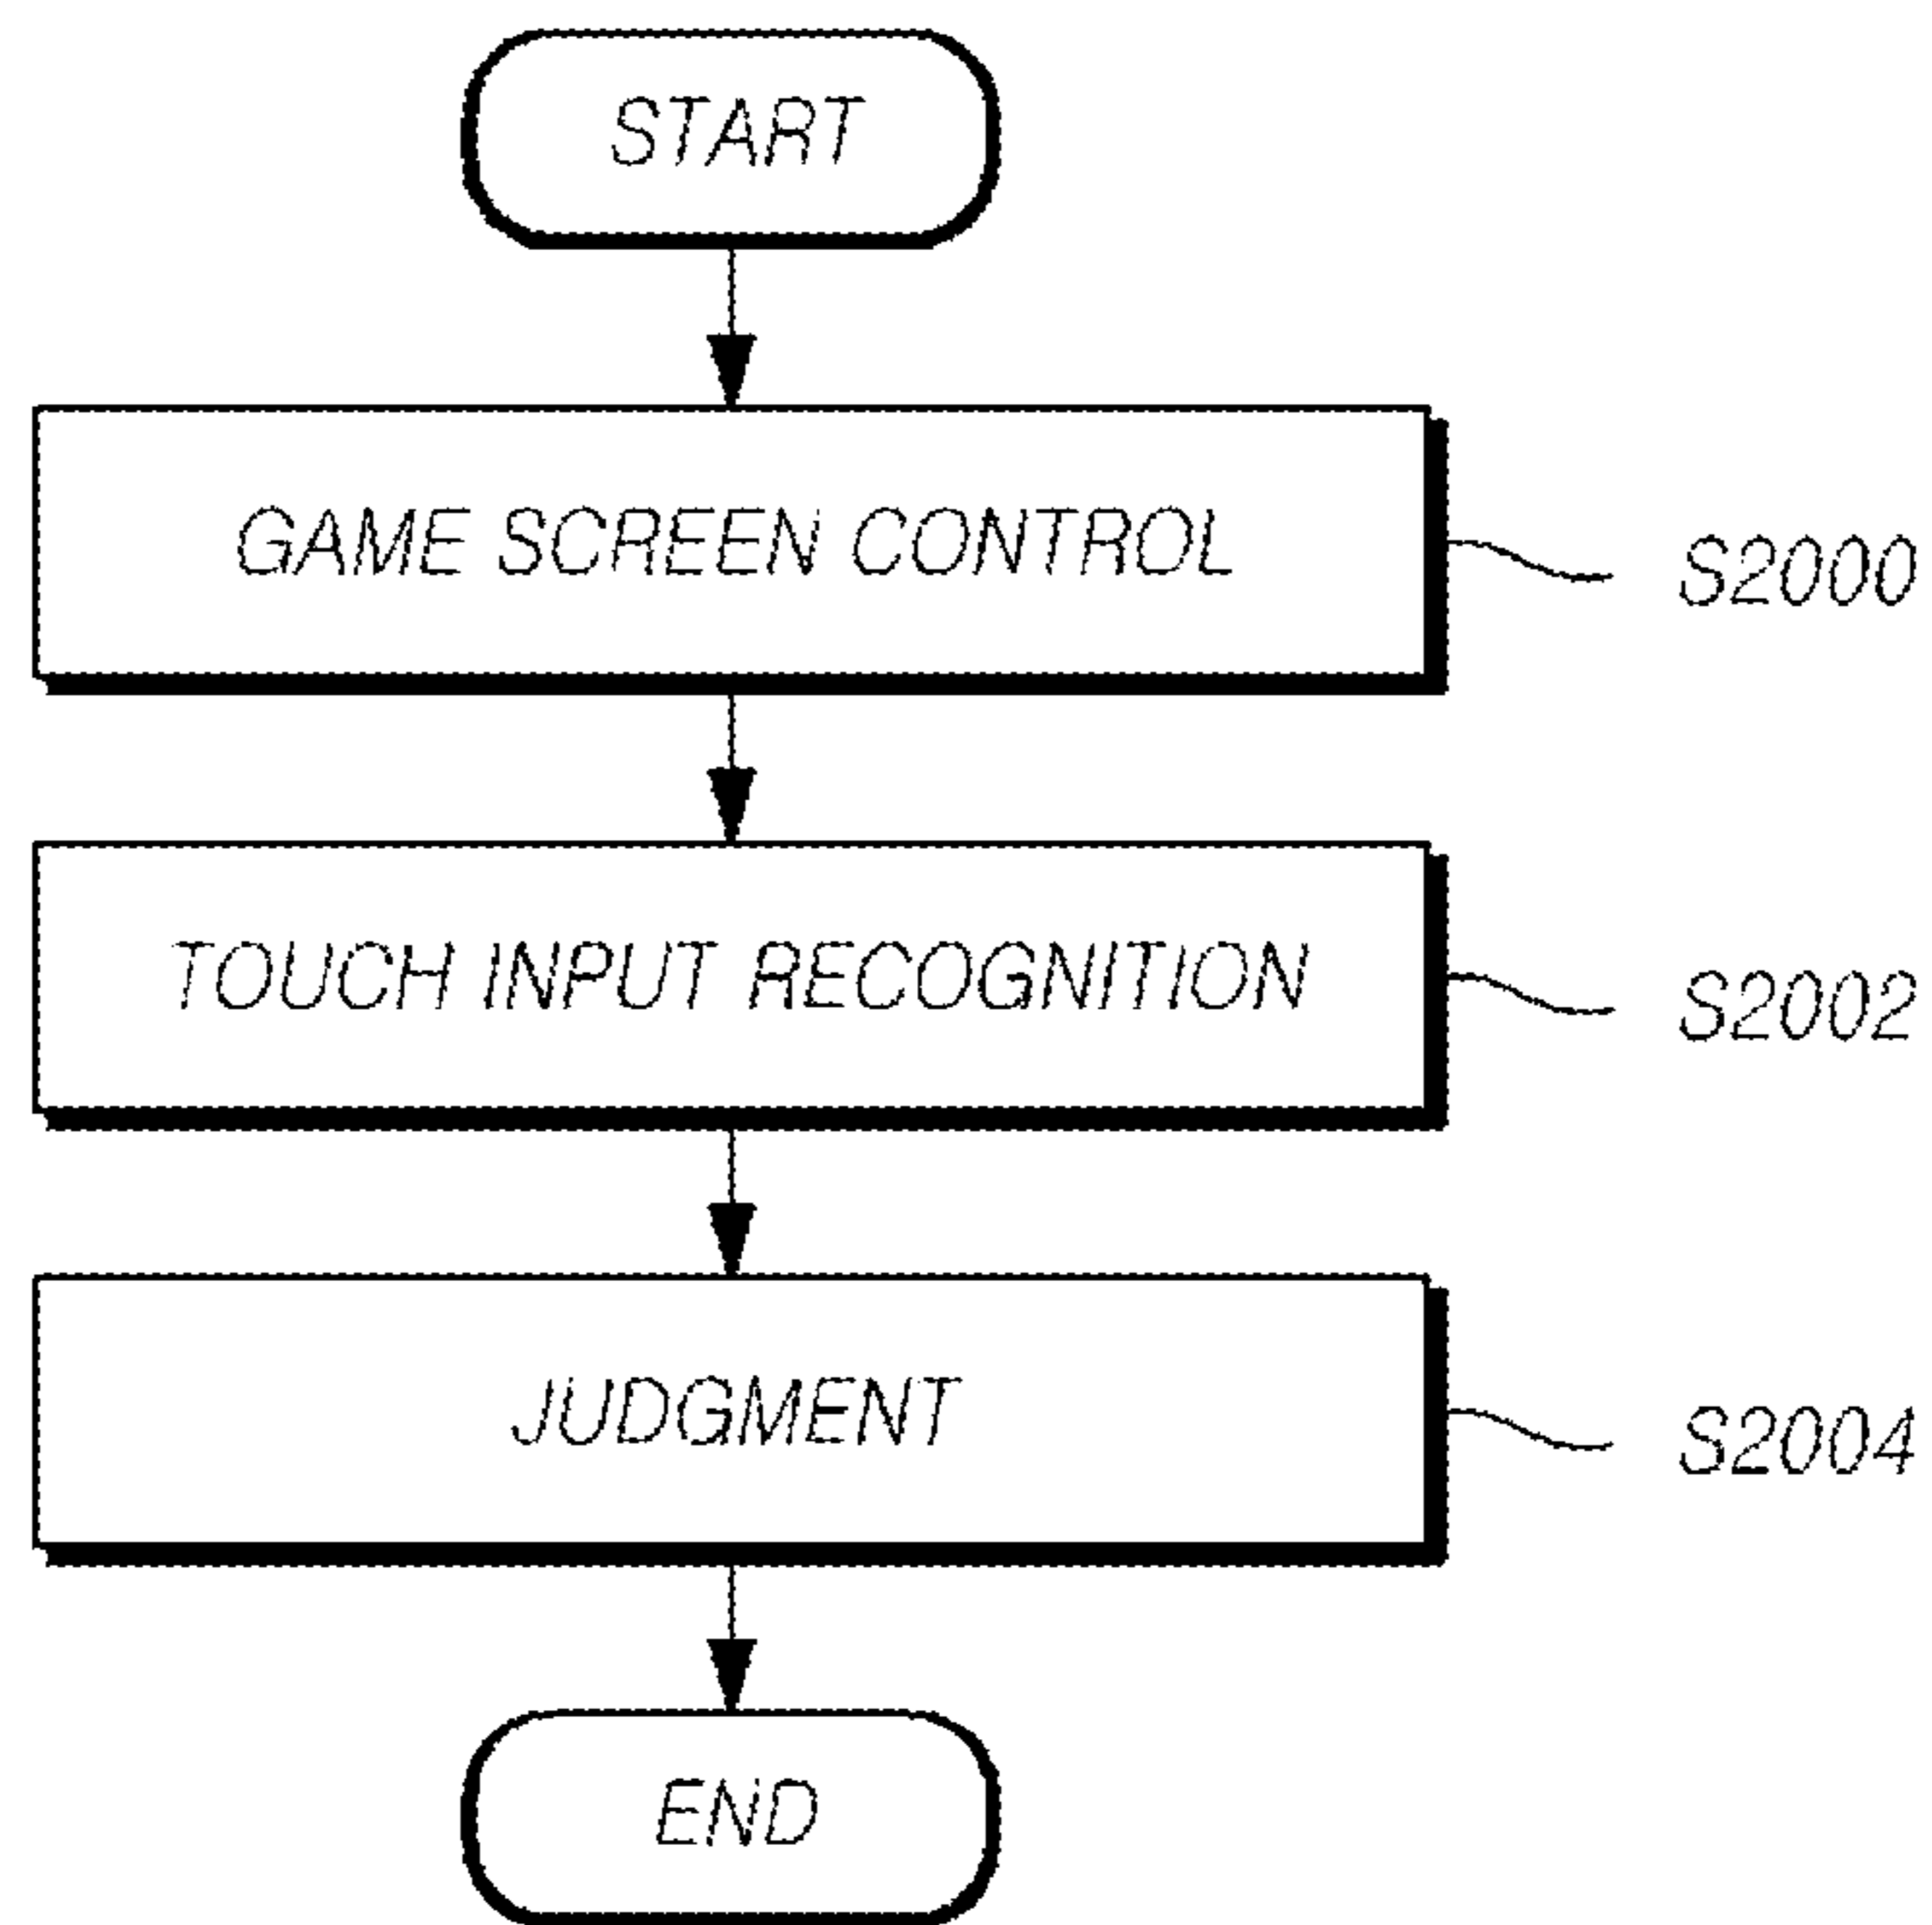 START
GAME SCREEN CONTROL
S2000
TOUCH INPUT RECOGNITION
S2002
JUDGMENT
S2004
END